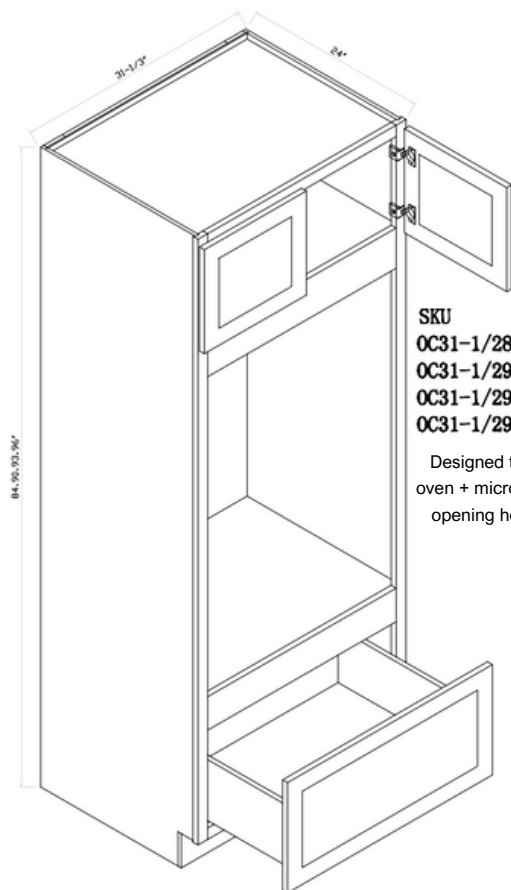 31-1/3"
24"
84.90.93.96"
SKU
OC31-1/28
OC31-1/29
OC31-1/29
OC31-1/29
Designed t
oven + micro
opening he